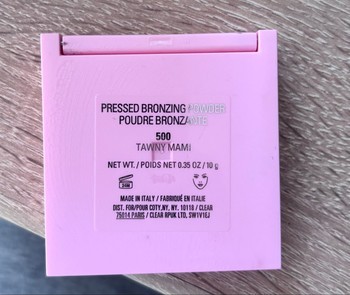 PRESSED BRONZING POWDER
POUDRE BRONZANTE
500
TAWNY MAMI
NET WT. / POIDS NET 0.35 OZ / 10 g
24M
MADE IN ITALY / FABRIQUÉ EN ITALIE
DIST. FOR/POUR COTY, NY, NY. 10118 / CLEAR
75014 PARIS / CLEAR RPUK LTD, SW1V1EJ